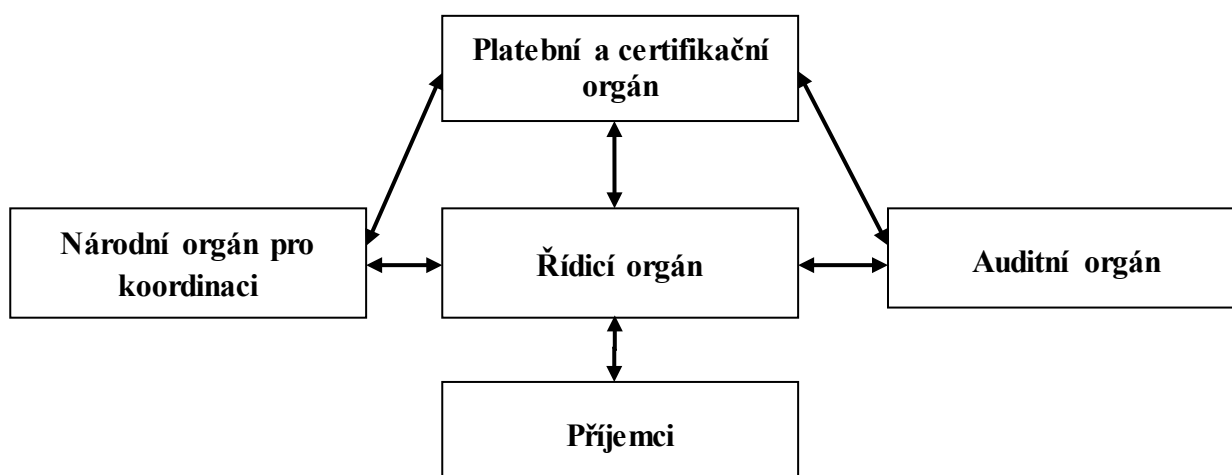 Platební a certifikační
orgán
Národní orgán pro
koordinaci
Řídicí orgán
Auditní orgán
Příjemci